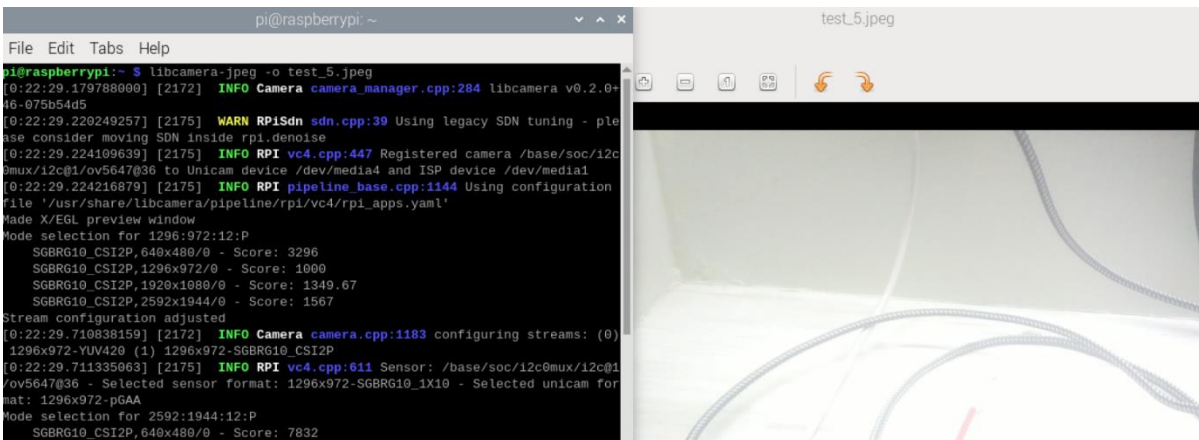 pi@raspberrypi: ~
File Edit Tabs Help
pi@raspberrypi:~ $ libcamera-jpeg -o test_5.jpeg
[0:22:29.179788000] [2172] INFO Camera camera_manager.cpp:284 libcamera v0.2.0+
46-075b54d5
[0:22:29.220249257] [2175] WARN RPiSdn sdn.cpp:39 Using legacy SDN tuning - ple
ase consider moving SDN inside rpi.denoise
[0:22:29.224109639] [2175] INFO RPI vc4.cpp:447 Registered camera /base/soc/i2c
0mux/i2c@1/ov5647@36 to Unicam device /dev/media4 and ISP device /dev/media1
[0:22:29.224216879] [2175] INFO RPI pipeline_base.cpp:1144 Using configuration
file '/usr/share/libcamera/pipeline/rpi/vc4/rpi_apps.yaml'
Made X/EGL preview window
Mode selection for 1296:972:12:P
SGBRG10_CSI2P,640x480/0 - Score: 3296
SGBRG10_CSI2P,1296x972/0 - Score: 1000
SGBRG10_CSI2P,1920x1080/0 - Score: 1349.67
SGBRG10_CSI2P,2592x1944/0 - Score: 1567
Stream configuration adjusted
[0:22:29.710838159] [2172] INFO Camera camera.cpp:1183 configuring streams: (0)
1296x972-YUV420 (1) 1296x972-SGBRG10_CSI2P
[0:22:29.711335063] [2175] INFO RPI vc4.cpp:611 Sensor: /base/soc/i2c0mux/i2c@1
/ov5647@36 - Selected sensor format: 1296x972-SGBRG10_1X10 - Selected unicam for
mat: 1296x972-pGAA
Mode selection for 2592:1944:12:P
SGBRG10_CSI2P,640x480/0 - Score: 7832
test_5.jpeg